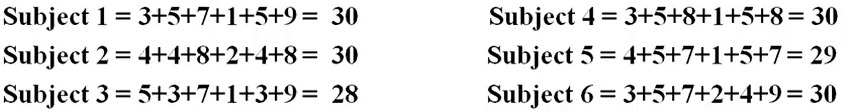 Subject 1 = 3+5+7+1+5+9 = 30
Subject 2 = 4+4+8+2+4+8 = 30
Subject 3 = 5+3+7+1+3+9 = 28
Subject 4 = 3+5+8+1+5+8 = 30
Subject 5 = 4+5+7+1+5+7 = 29
Subject 6 = 3+5+7+2+4+9 = 30